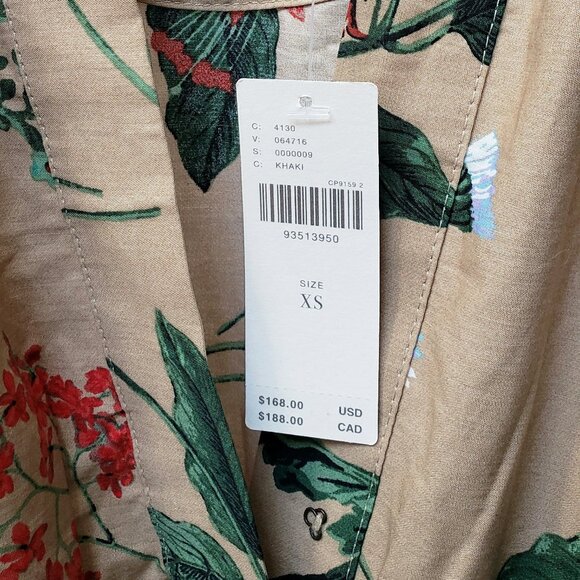 C: 4130
V: 064716
S: 0000009
C: KHAKI
CP9159 2
93513950
SIZE
XS
$168.00 USD
$188.00 CAD